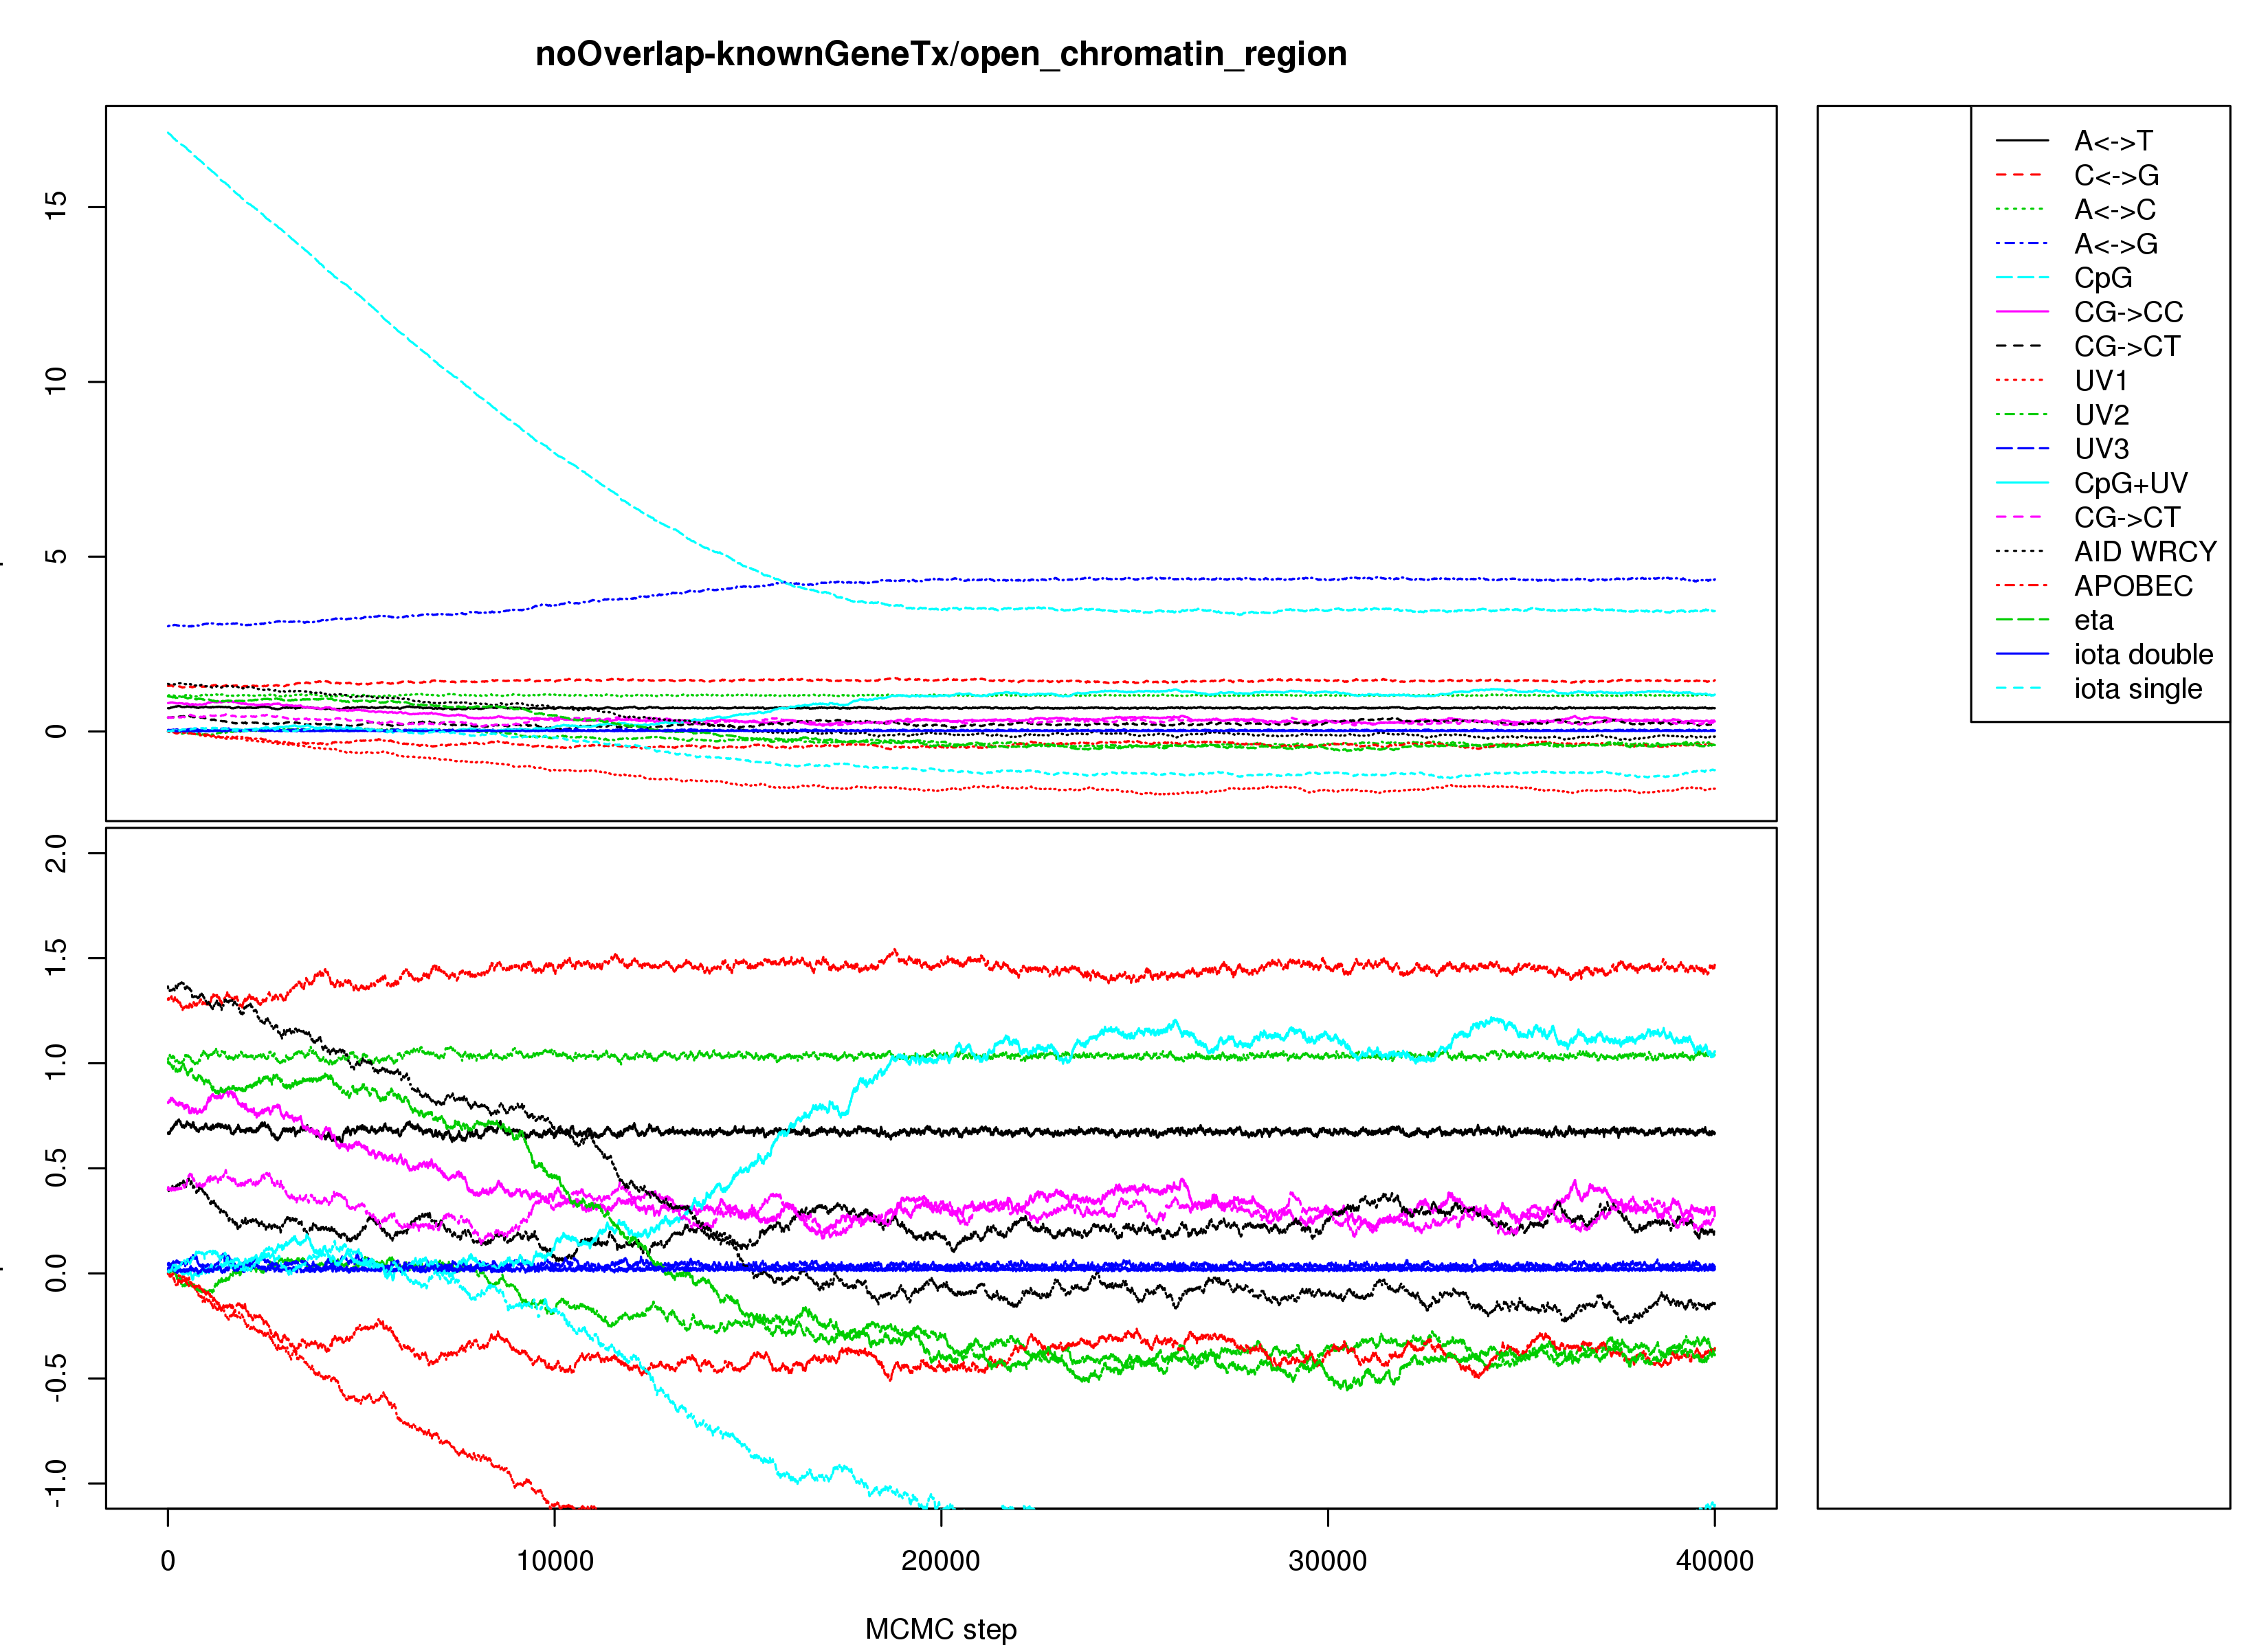 noOverlap-knownGeneTx/open_chromatin_region
15
10
5
0
2.0
1.5
1.0
0.5
0.0
-0.5
-1.0
0 10000 20000 30000 40000
MCMC step
A<->T
C<->G
A<->C
A<->G
CpG
CG->CC
CG->CT
UV1
UV2
UV3
CpG+UV
CG->CT
AID WRCY
APOBEC
eta
iota double
iota single